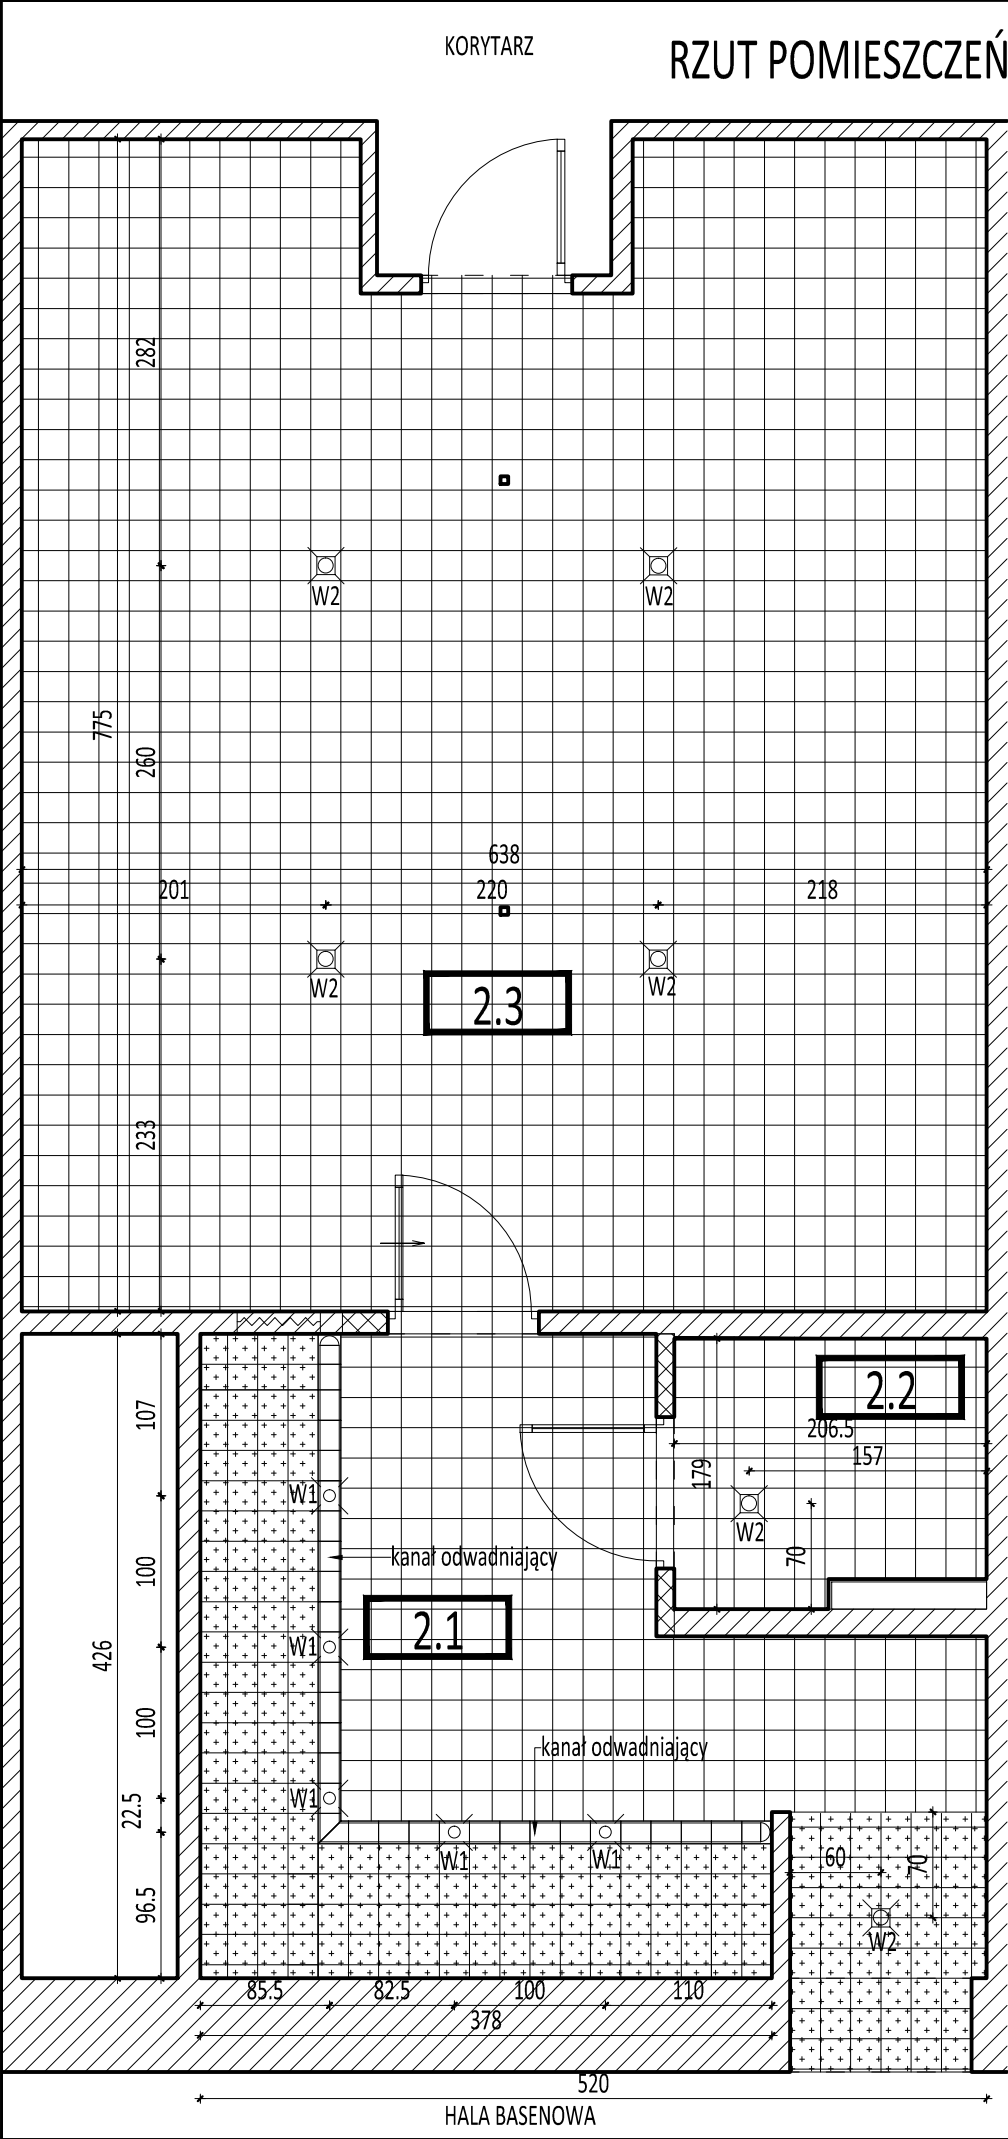 KORYTARZ
RZUT POMIESZCZEŃ
282
W2
W2
775
260
638
201
220
218
W2
W2
2.3
233
2.2
107
206.5
157
179
W1
W2
kanał odwadniający
70
100
2.1
W1
426
100
kanał odwadniający
W1
22.5
W1
W1
60
70
96.5
W2
85.5
82.5
100
110
378
520
HALA BASENOWA